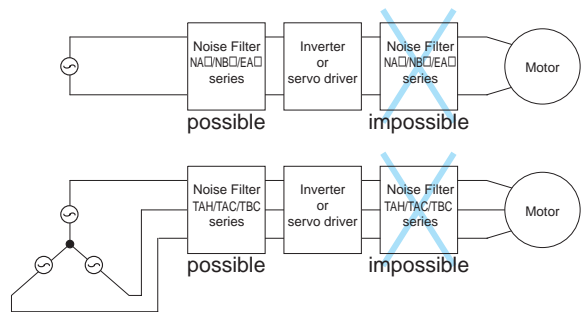 Noise Filter
NA□/NB□/EA□
series
Inverter
or
servo driver
Noise Filter
NA□/NB□/EA□
series
Motor
possible
impossible
Noise Filter
TAH/TAC/TBC
series
Inverter
or
servo driver
Noise Filter
TAH/TAC/TBC
series
Motor
possible
impossible